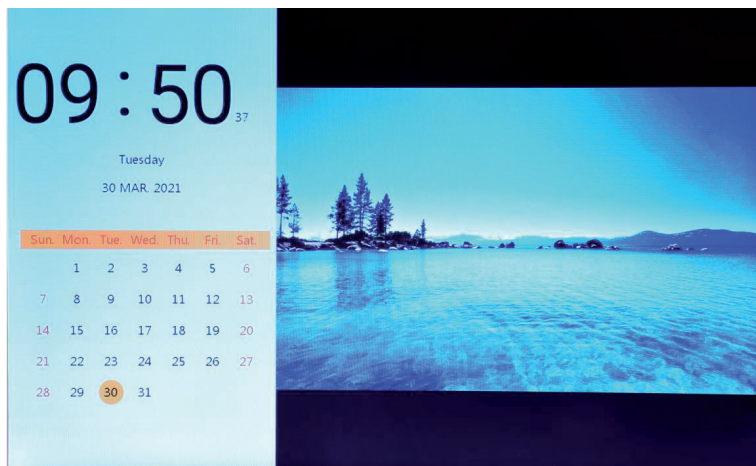 09 : 50 37
Tuesday
30 MAR. 2021
Sun. Mon. Tue. Wed. Thu. Fri. Sat.
1 2 3 4 5 6
7 8 9 10 11 12 13
14 15 16 17 18 19 20
21 22 23 24 25 26 27
28 29 30 31